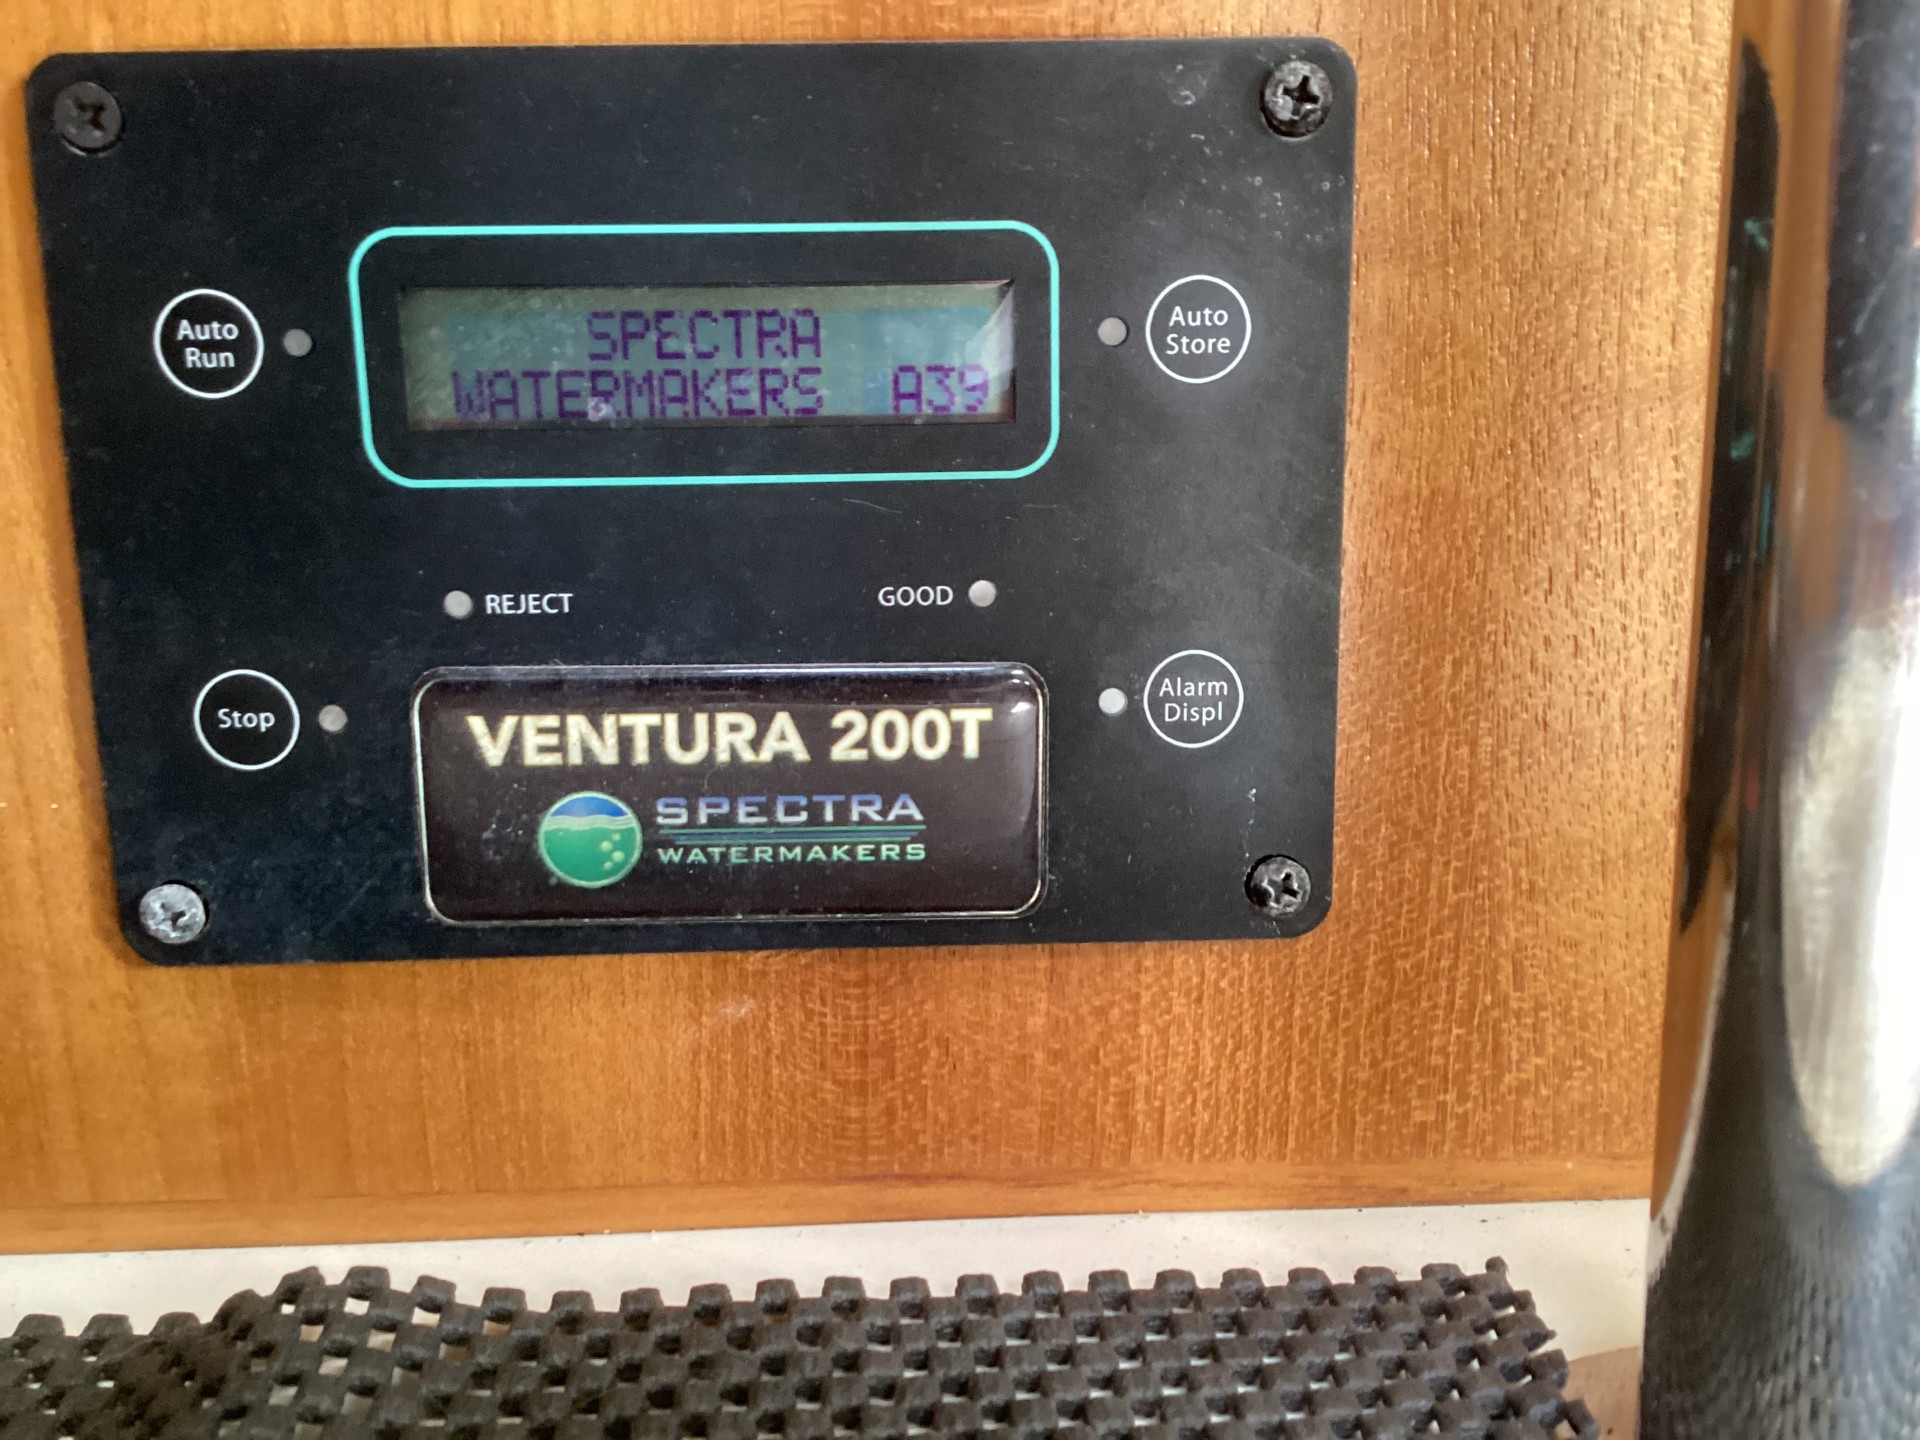 SPECTRA
WATERMAKERS A39
Auto
Run
Auto
Store
REJECT
GOOD
Stop
Alarm
Displ
VENTURA 200T
SPECTRA
WATERMAKERS